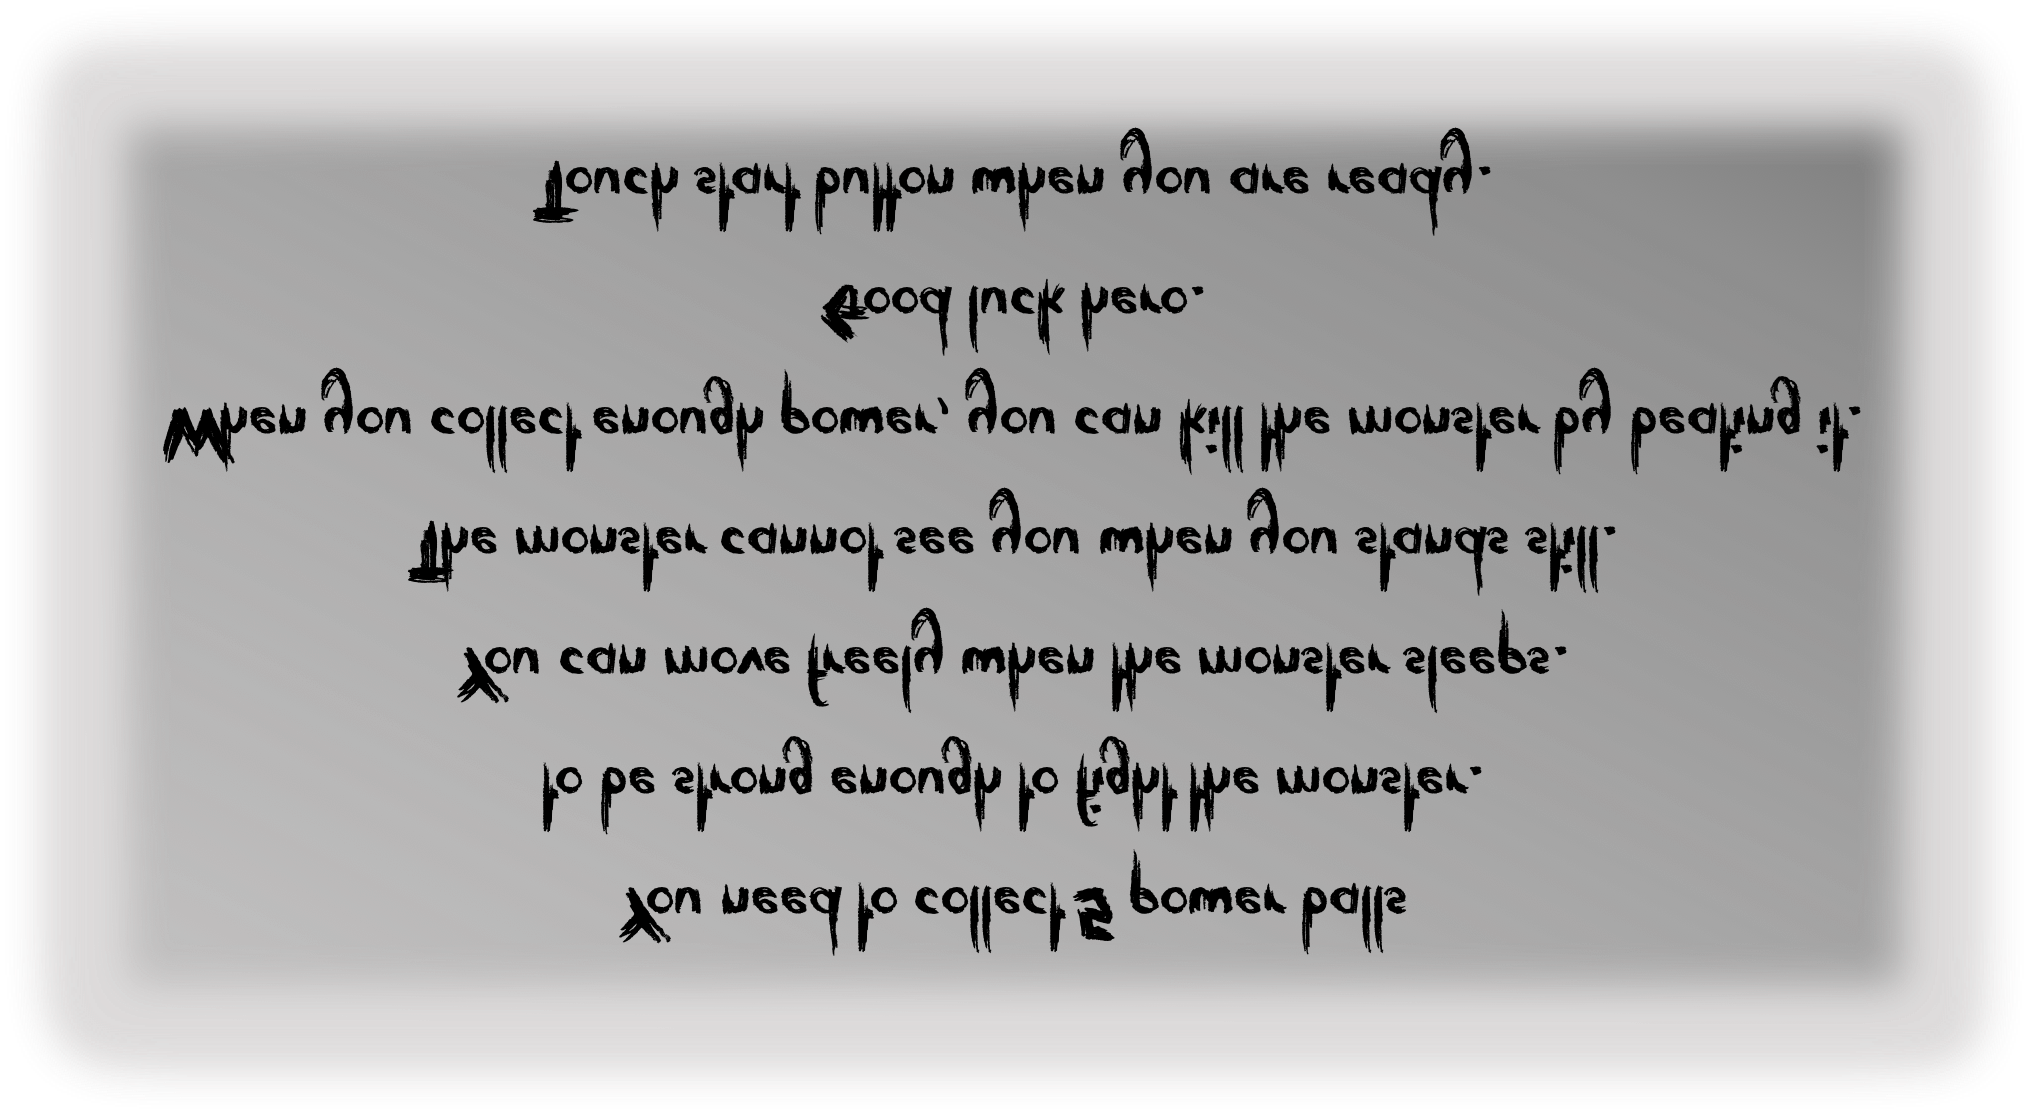 You need to collect 5 power balls
to be strong enough to fight the monster.
You can move freely when the monster sleeps.
The monster cannot see you when you stands still.
When you collect enough power, you can kill the monster by beating it.
Good luck hero.
Touch start button when you are ready.